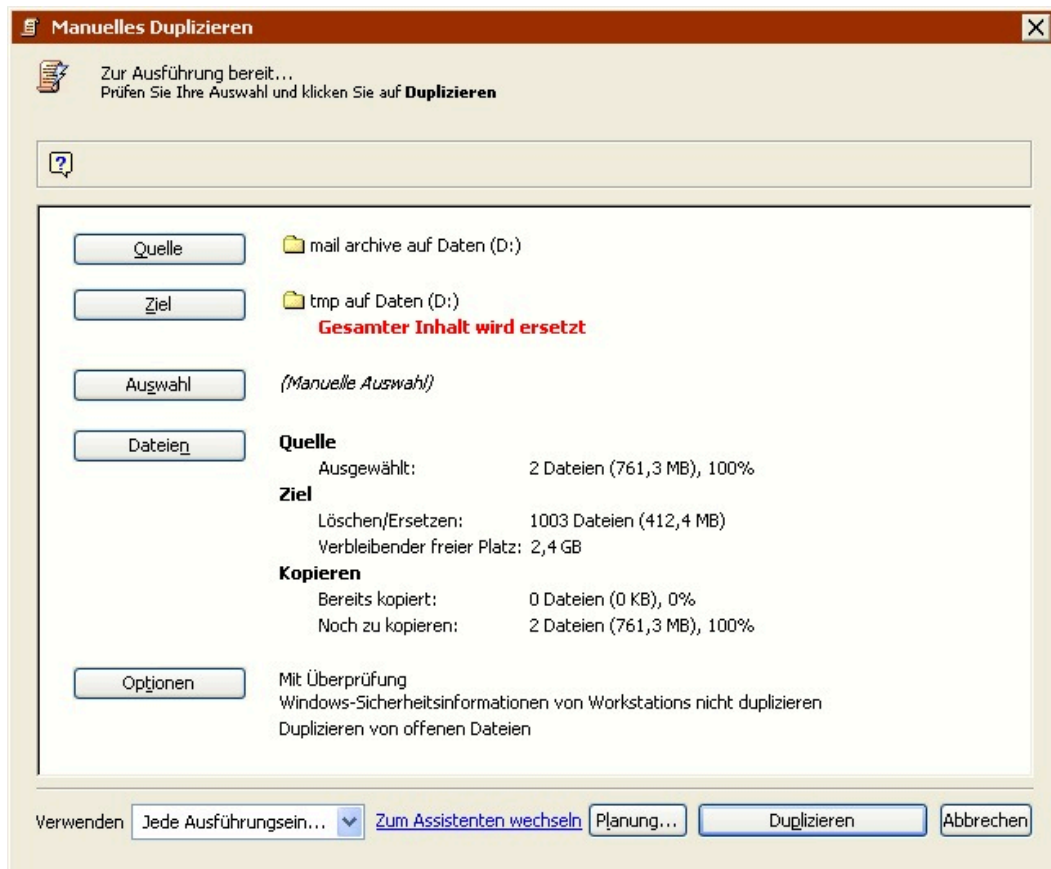 Manuelles Duplizieren
Zur Ausführung bereit...
Prüfen Sie Ihre Auswahl und klicken Sie auf Duplizieren
Quelle mail archive auf Daten (D:)
Ziel tmp auf Daten (D:)
Gesamter Inhalt wird ersetzt
Auswahl (Manuelle Auswahl)
Dateien Quelle
Ausgewählt: 2 Dateien (761,3 MB), 100%
Ziel
Löschen/Ersetzen: 1003 Dateien (412,4 MB)
Verbleibender freier Platz: 2,4 GB
Kopieren
Bereits kopiert: 0 Dateien (0 KB), 0%
Noch zu kopieren: 2 Dateien (761,3 MB), 100%
Optionen Mit Überprüfung
Windows-Sicherheitsinformationen von Workstations nicht duplizieren
Duplizieren von offenen Dateien
Verwenden Jede Ausführungsein... Zum Assistenten wechseln Planung... Duplizieren Abbrechen